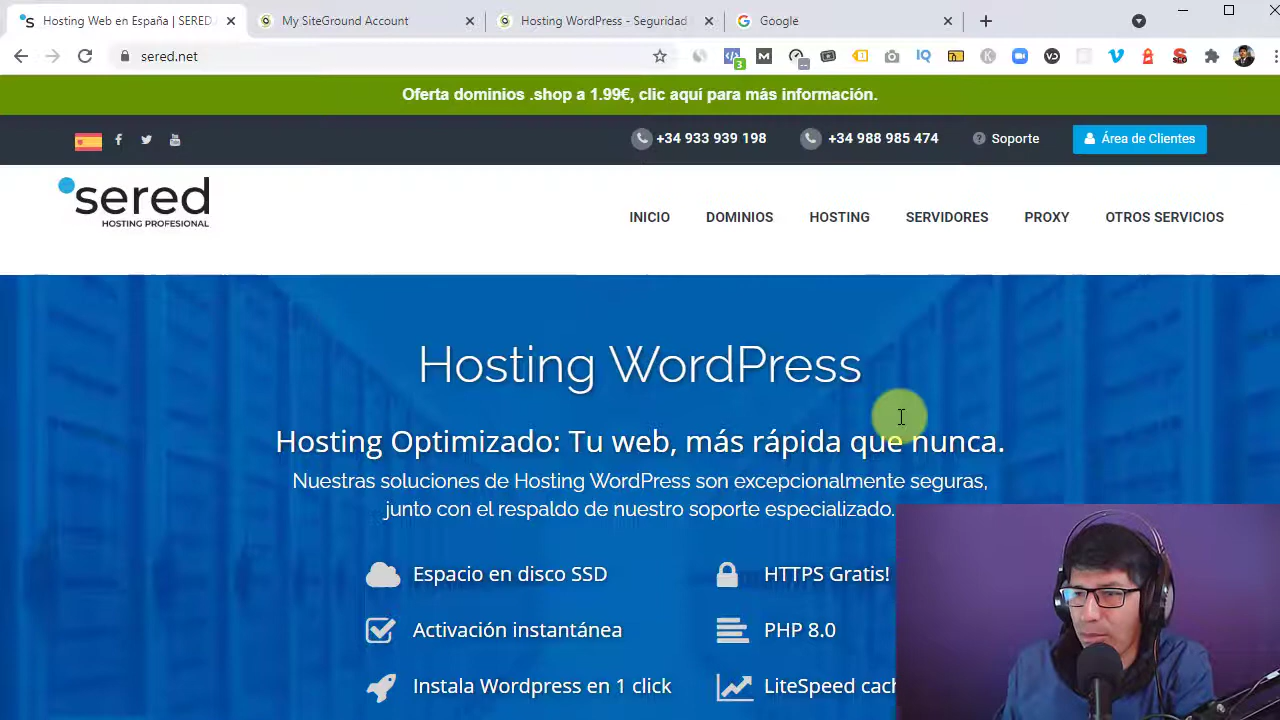 Hosting Web en España | SERED
My SiteGround Account
Hosting WordPress - Seguridad
Google
sered.net
3
Oferta dominios .shop a 1.99€, clic aquí para más información.
+34 933 939 198
+34 988 985 474
Soporte
Área de Clientes
sered
HOSTING PROFESIONAL
INICIO
DOMINIOS
HOSTING
SERVIDORES
PROXY
OTROS SERVICIOS
Hosting WordPress
Hosting Optimizado: Tu web, más rápida que nunca.
Nuestras soluciones de Hosting WordPress son excepcionalmente seguras,
junto con el respaldo de nuestro soporte especializado.
Espacio en disco SSD
HTTPS Gratis!
Activación instantánea
PHP 8.0
Instala Wordpress en 1 click
LiteSpeed cach